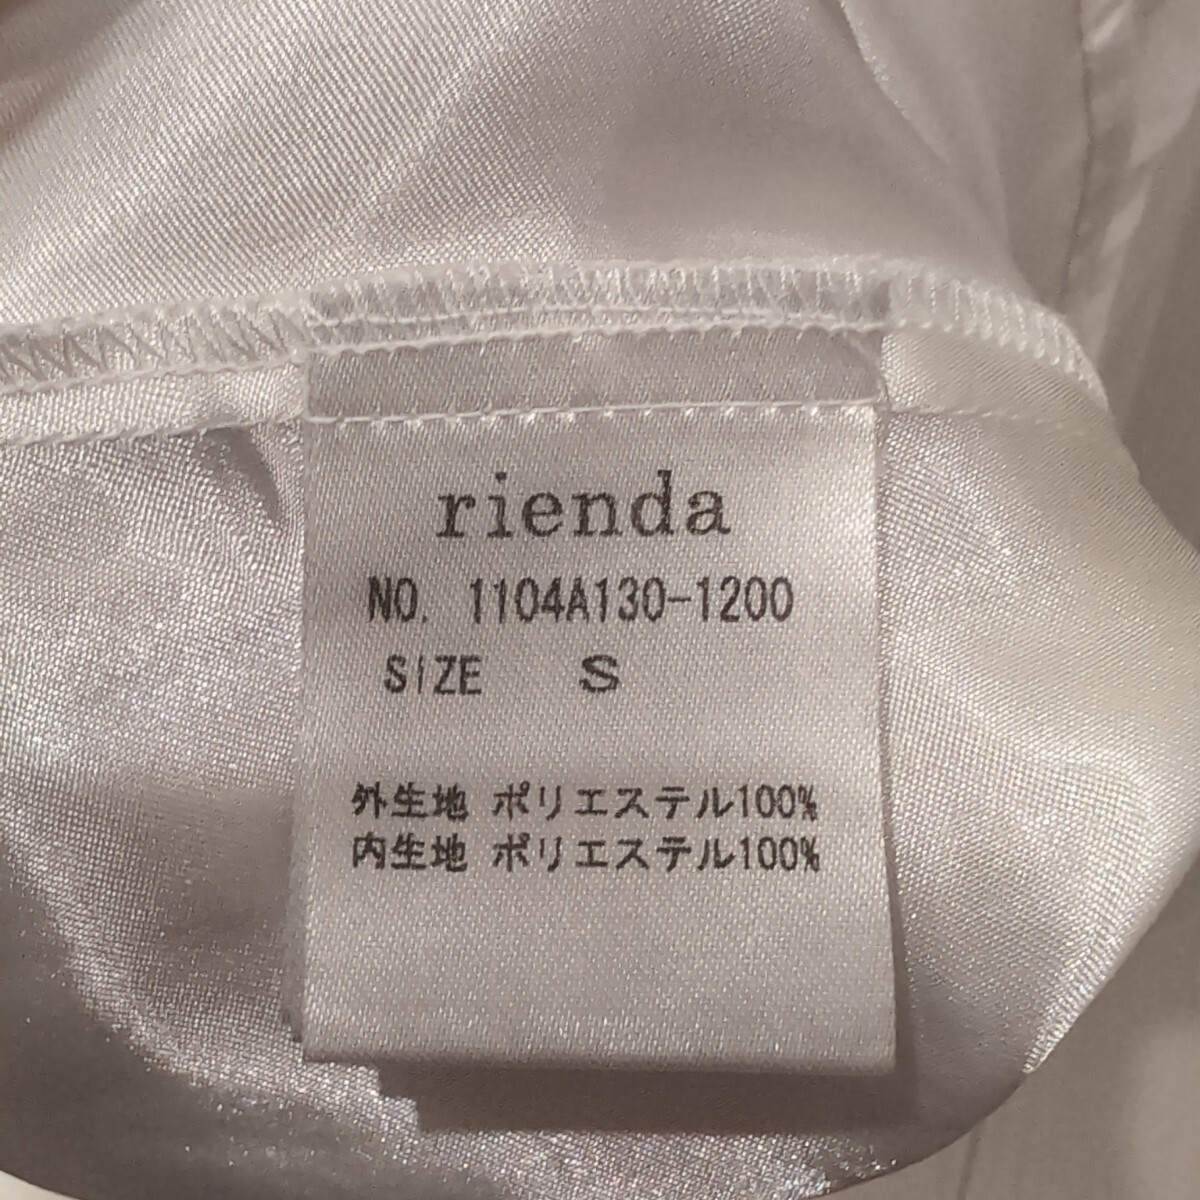 rienda
NO. 1104A130-1200
SIZE S
外生地 ポリエステル100%
内生地 ポリエステル100%